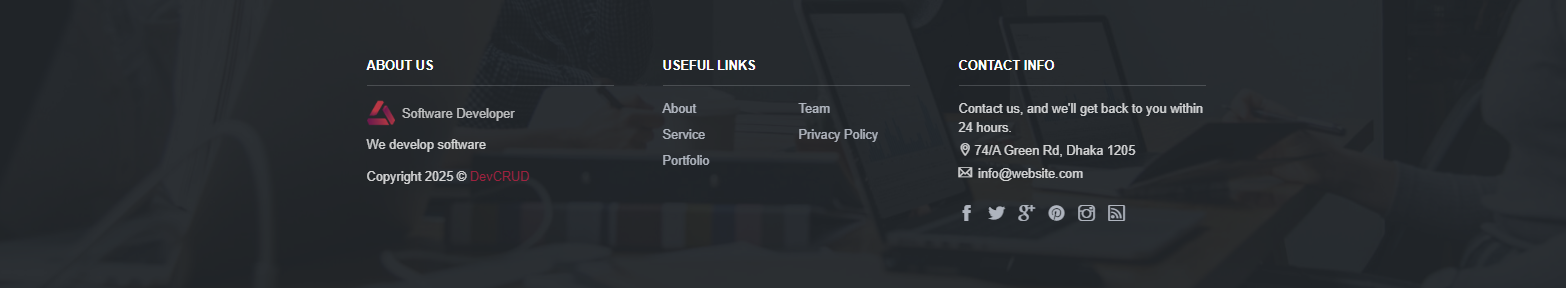 ABOUT US
Software Developer
We develop software
Copyright 2025 © DevCRUD
USEFUL LINKS
About
Service
Portfolio
Team
Privacy Policy
CONTACT INFO
Contact us, and we'll get back to you within
24 hours.
74/A Green Rd, Dhaka 1205
info@website.com